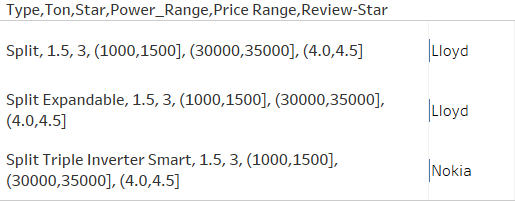 Type,Ton,Star,Power_Range,Price Range,Review-Star
Split, 1.5, 3, (1000,1500], (30000,35000], (4.0,4.5] Lloyd
Split Expandable, 1.5, 3, (1000,1500], (30000,35000],
(4.0,4.5] Lloyd
Split Triple Inverter Smart, 1.5, 3, (1000,1500],
(30000,35000], (4.0,4.5] Nokia